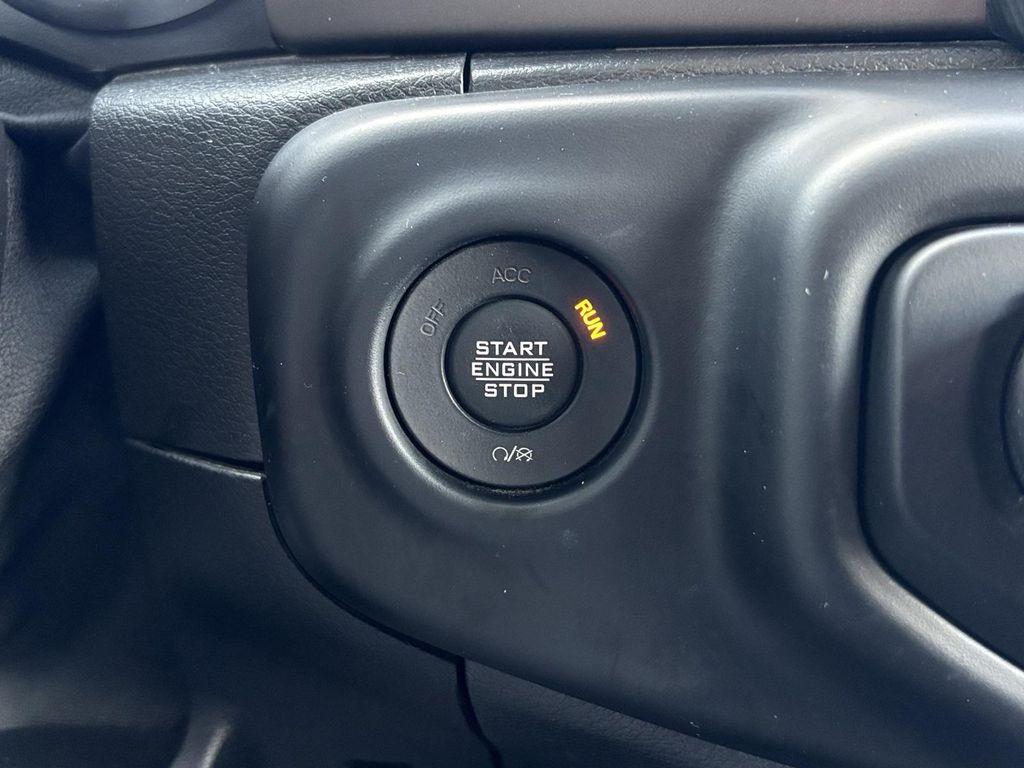 ACC
OFF
RUN
START
ENGINE
STOP